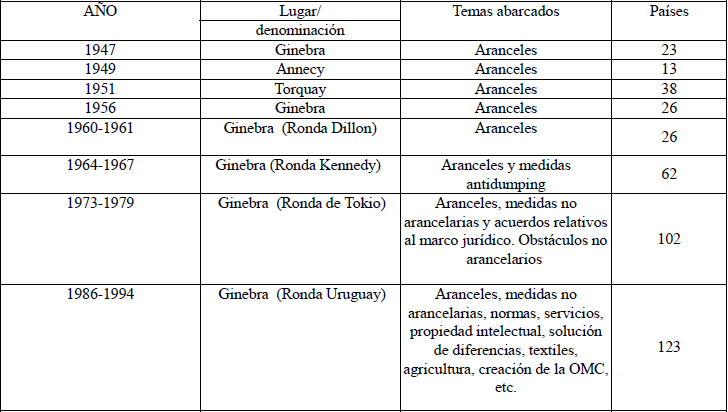 AÑO Lugar/ Temas abarcados Países
denominación
1947 Ginebra Aranceles 23
1949 Annecy Aranceles 13
1951 Torquay Aranceles 38
1956 Ginebra Aranceles 26
1960-1961 Ginebra (Ronda Dillon) Aranceles 26
1964-1967 Ginebra (Ronda Kennedy) Aranceles y medidas
antidumping 62
1973-1979 Ginebra (Ronda de Tokio) Aranceles, medidas no
arancelarias y acuerdos relativos
al marco jurídico. Obstáculos no 102
arancelarios
1986-1994 Ginebra (Ronda Uruguay) Aranceles, medidas no
arancelarias, normas, servicios,
propiedad intelectual, solución
de diferencias, textiles, 123
agricultura, creación de la OMC,
etc.